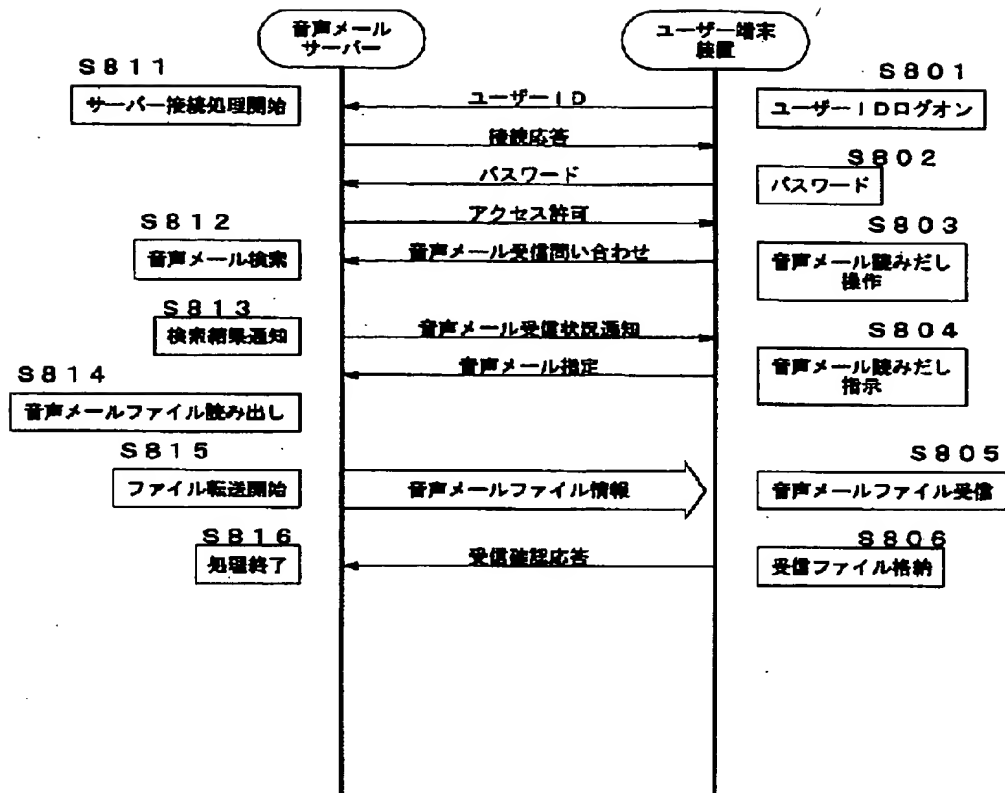 音声メール
サーバー
ユーザー端末
装置
S811
S801
サーバー接続処理開始
ユーザーID
ユーザーIDログオン
接続応答
S802
パスワード
パスワード
S812
アクセス許可
S803
音声メール検索
音声メール受信問い合わせ
音声メール読みだし
操作
S813
検索結果通知
音声メール受信状況通知
S804
音声メール指定
音声メール読みだし
指示
S814
音声メールファイル読み出し
S815
S805
ファイル転送開始
音声メールファイル情報
音声メールファイル受信
S816
S806
処理終了
受信確認応答
受信ファイル格納